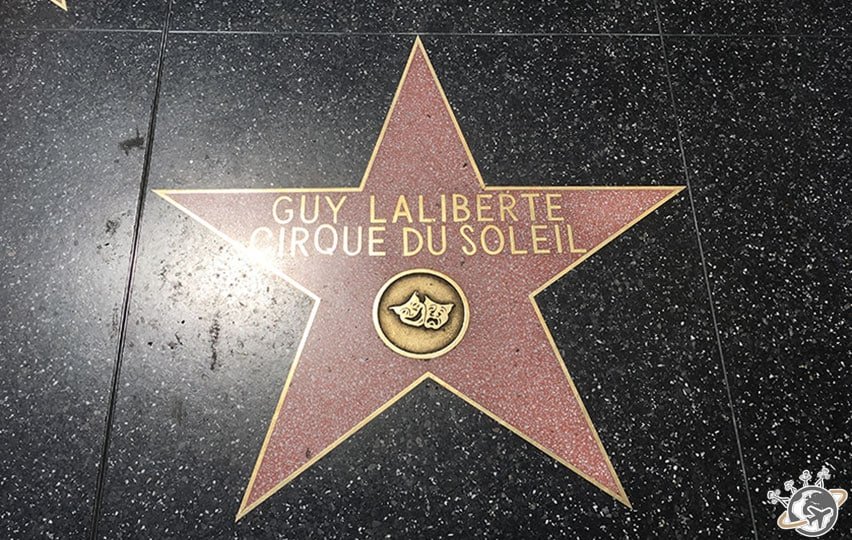 GUY LALIBERTE
CIRQUE DU SOLEIL